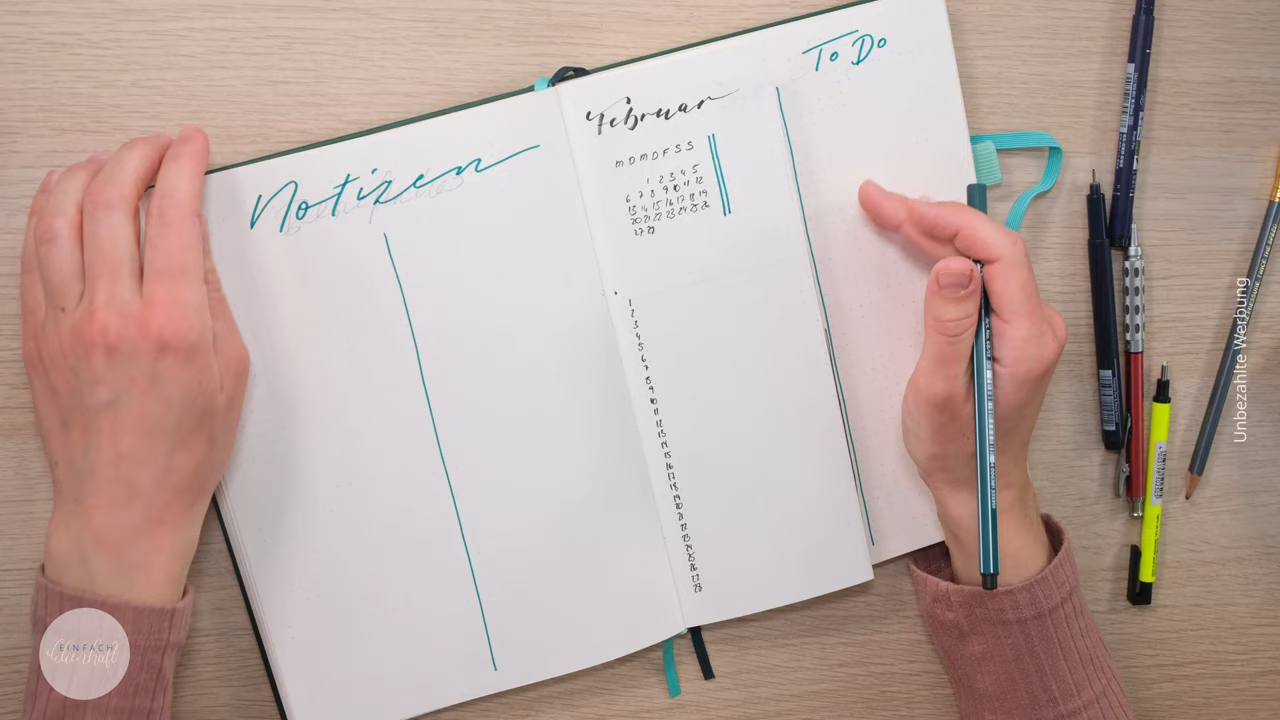 Notizen
Februar
M D M D F S S
1 2 3 4 5
6 7 8 9 10 11 12
13 14 15 16 17 18 19
20 21 22 23 24 25 26
27 28
1
2
3
4
5
6
7
8
9
10
11
12
13
14
15
16
17
18
19
20
21
22
23
24
25
26
27
28
To Do
Unbezahlte Werbung
EINFACH
letterhaft